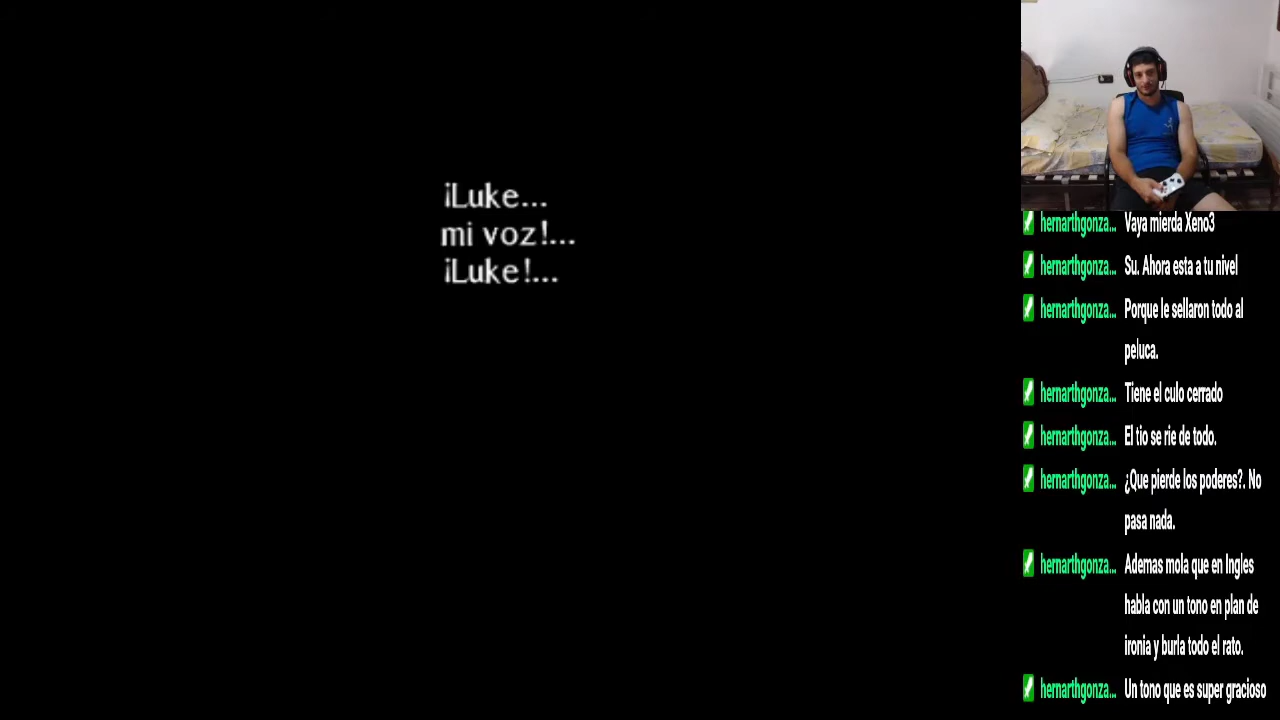 ¡Luke...
mi voz!...
¡Luke!...
hernarthgonza... Vaya mierda Xeno3
hernarthgonza... Su. Ahora esta a tu nivel
hernarthgonza... Porque le sellaron todo al
peluca.
hernarthgonza... Tiene el culo cerrado
hernarthgonza... El tio se rie de todo.
hernarthgonza... ¿Que pierde los poderes?. No
pasa nada.
hernarthgonza... Ademas mola que en Ingles
habla con un tono en plan de
ironia y burla todo el rato.
hernarthgonza... Un tono que es super gracioso